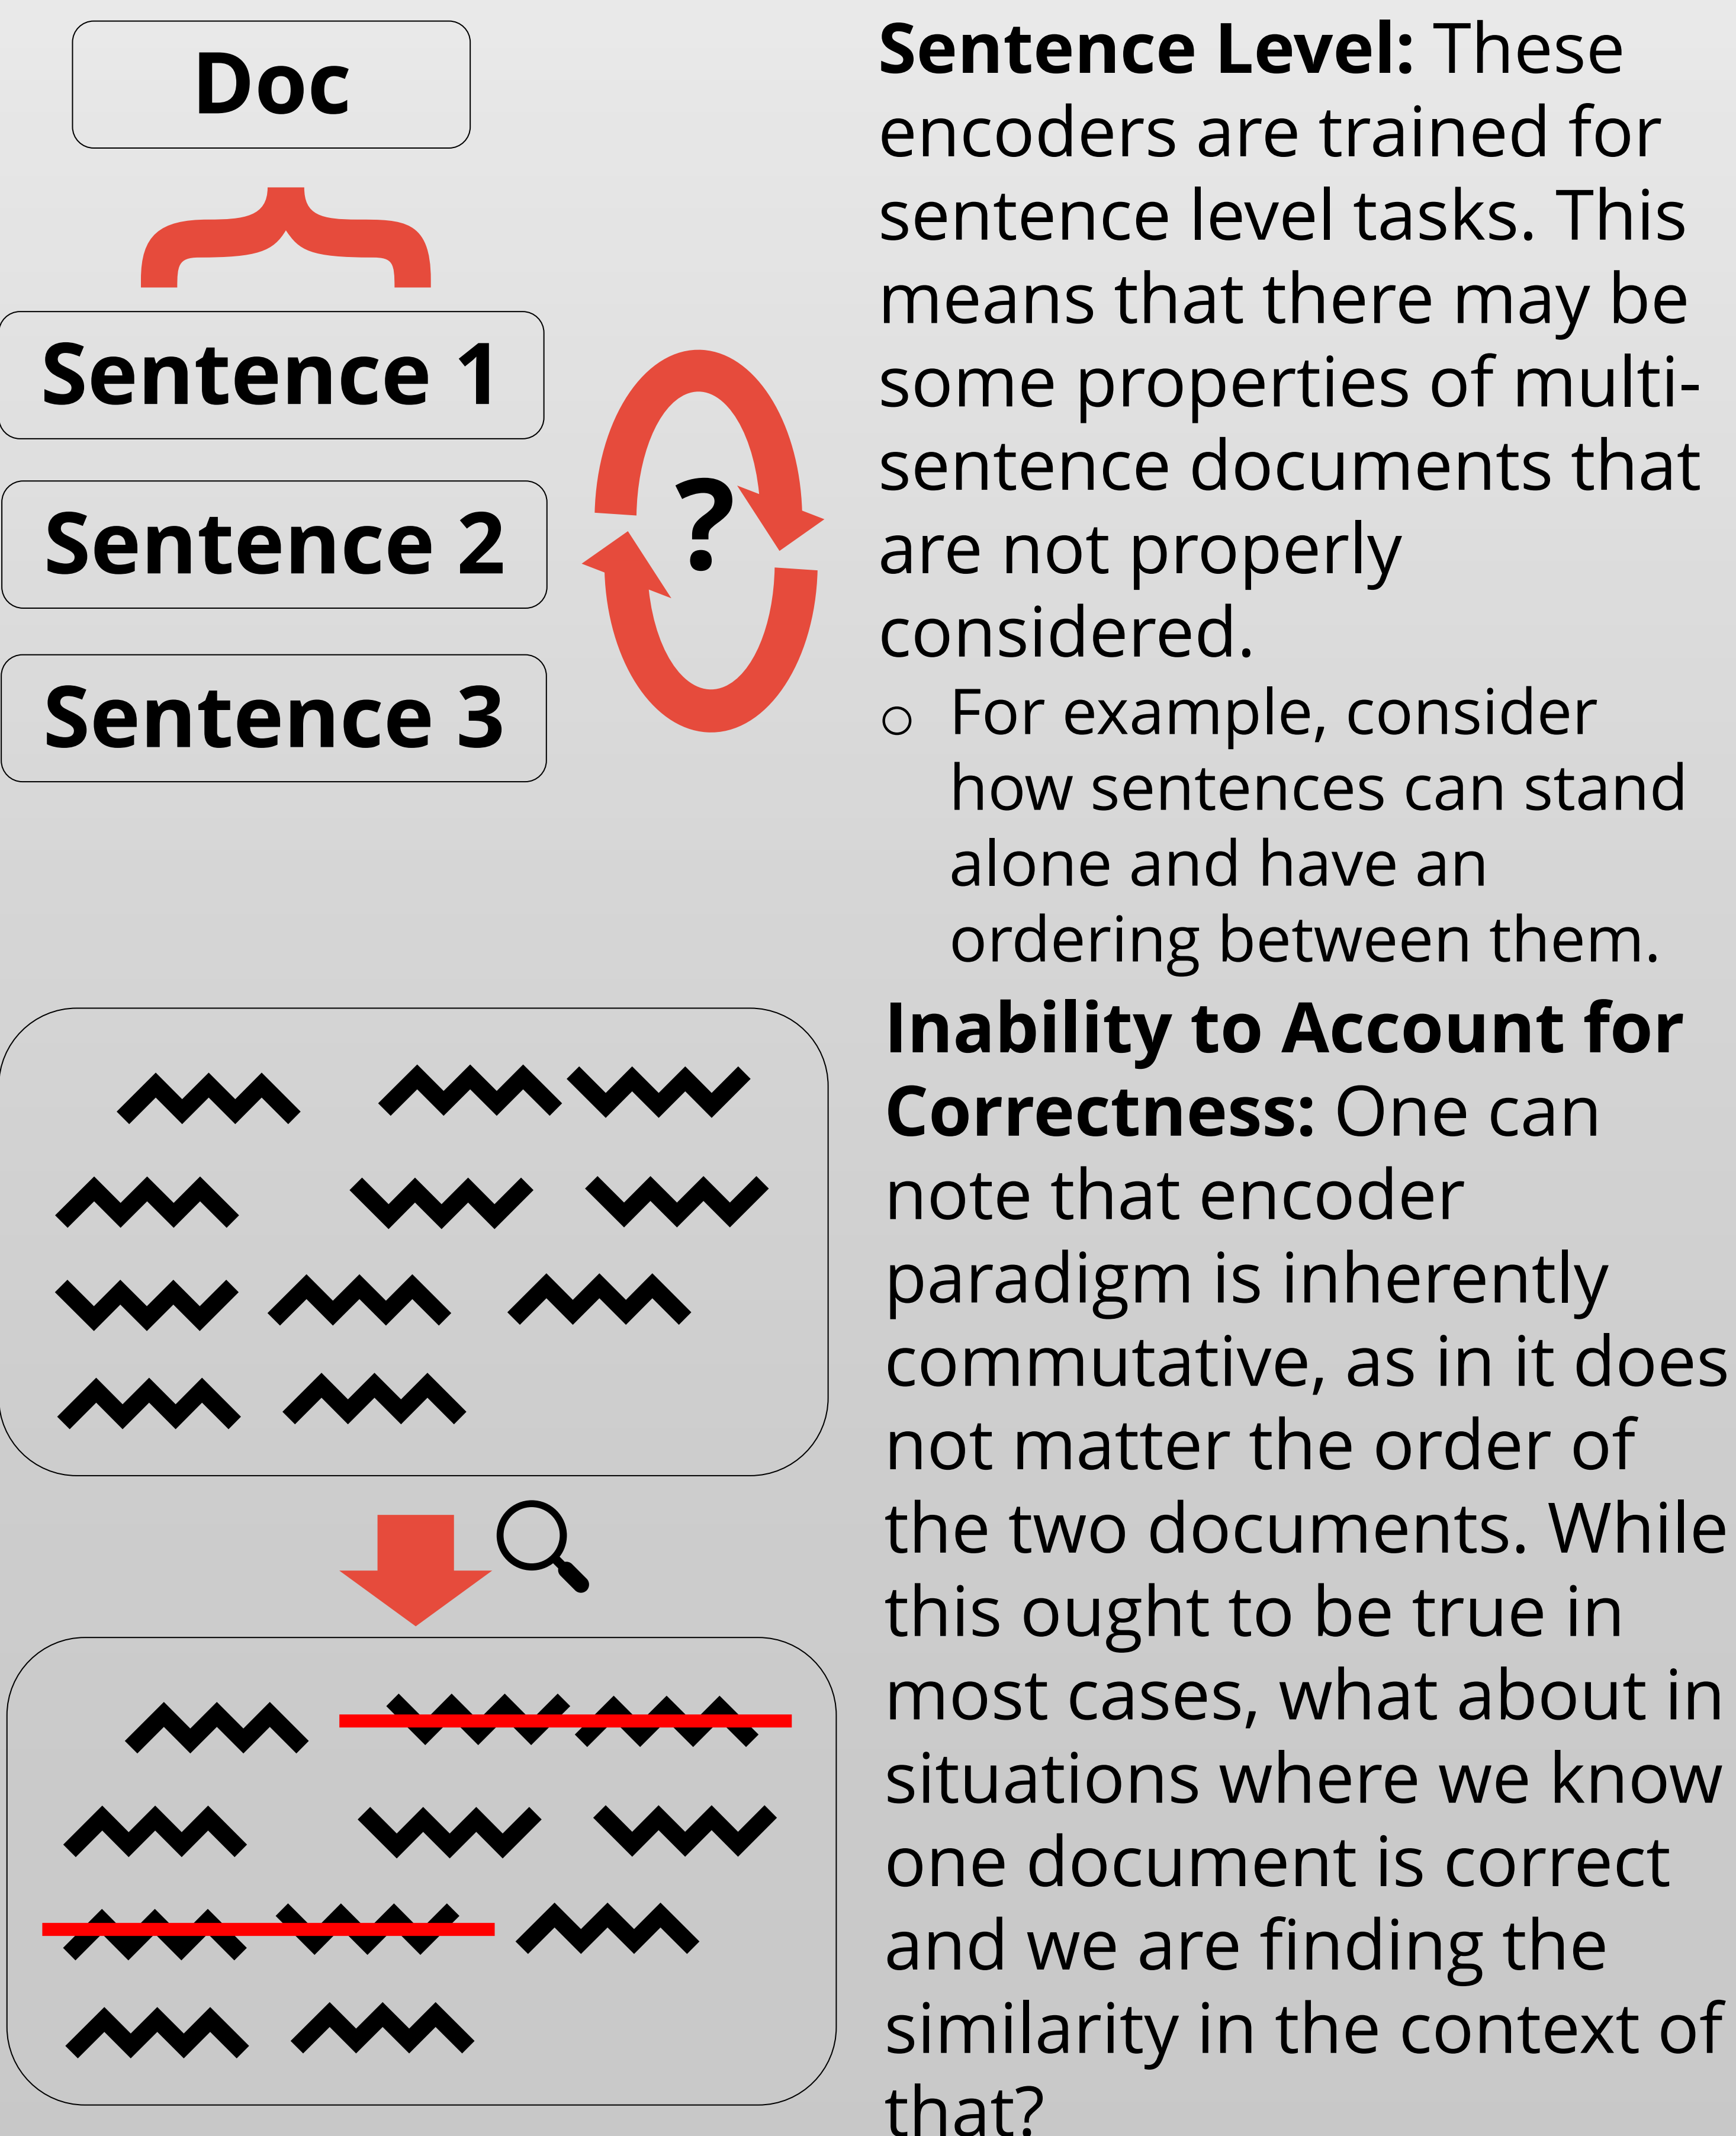 Doc
Sentence 1
Sentence 2
Sentence 3
?
Sentence Level: These
encoders are trained for
sentence level tasks. This
means that there may be
some properties of multi-
sentence documents that
are not properly
considered.
○ For example, consider
how sentences can stand
alone and have an
ordering between them.
Inability to Account for
Correctness: One can
note that encoder
paradigm is inherently
commutative, as in it does
not matter the order of
the two documents. While
this ought to be true in
most cases, what about in
situations where we know
one document is correct
and we are finding the
similarity in the context of
that?